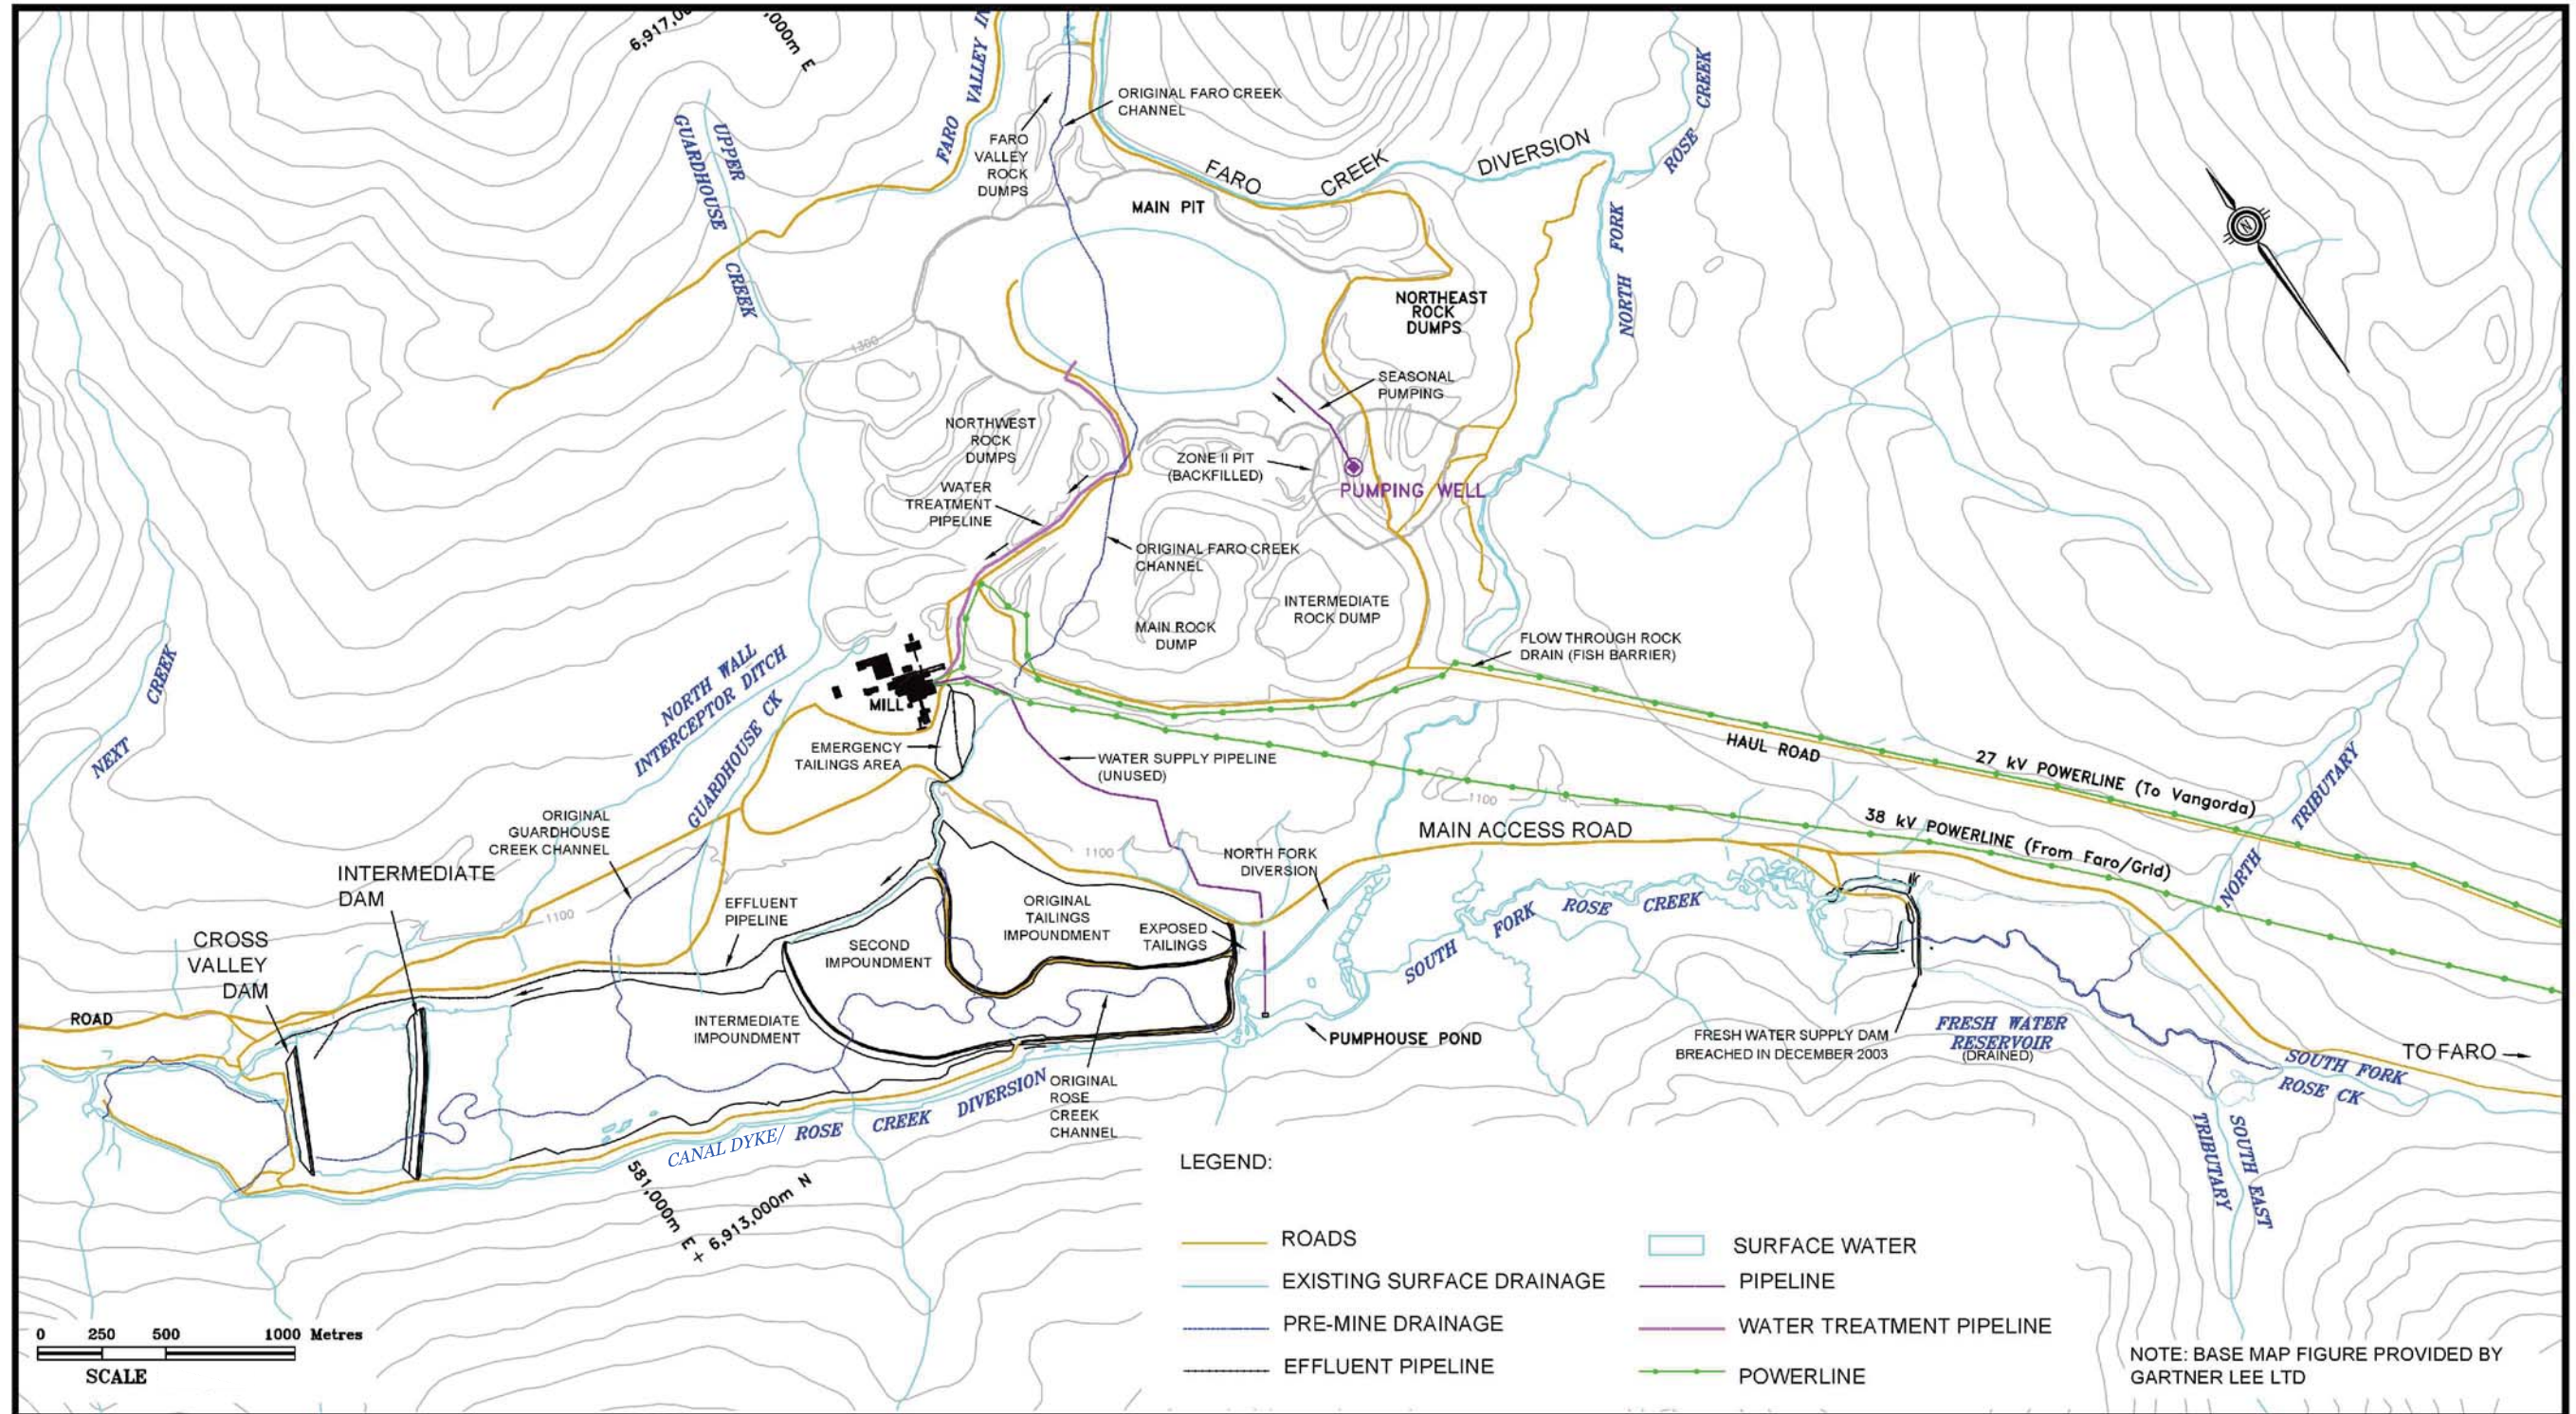 6,917,0
,000m E
FARO VALLEY IN
UPPER
GUARDHOUSE CREEK
ORIGINAL FARO CREEK
CHANNEL
FARO
VALLEY
ROCK
DUMPS
FARO CREEK DIVERSION
ROSE CREEK
NORTH FORK
N
MAIN PIT
NORTHEAST
ROCK
DUMPS
1300
SEASONAL
PUMPING
NORTHWEST
ROCK
DUMPS
ZONE II PIT
(BACKFILLED)
PUMPING WELL
WATER
TREATMENT
PIPELINE
ORIGINAL FARO CREEK
CHANNEL
INTERMEDIATE
ROCK DUMP
MAIN ROCK
DUMP
FLOW THROUGH ROCK
DRAIN (FISH BARRIER)
NEXT CREEK
NORTH WALL
INTERCEPTOR DITCH
GUARDHOUSE CK
MILL
EMERGENCY
TAILINGS AREA
WATER SUPPLY PIPELINE
(UNUSED)
HAUL ROAD
27 kV POWERLINE (To Vangorda)
38 kV POWERLINE (From Faro/Grid)
NORTH TRIBUTARY
1100
MAIN ACCESS ROAD
ORIGINAL
GUARDHOUSE
CREEK CHANNEL
1100
NORTH FORK
DIVERSION
INTERMEDIATE
DAM
1100
EFFLUENT
PIPELINE
ORIGINAL
TAILINGS
IMPOUNDMENT
EXPOSED
TAILINGS
SECOND
IMPOUNDMENT
SOUTH FORK ROSE CREEK
CROSS
VALLEY
DAM
ROAD
INTERMEDIATE
IMPOUNDMENT
PUMPHOUSE POND
FRESH WATER SUPPLY DAM
BREACHED IN DECEMBER 2003
FRESH WATER
RESERVOIR
(DRAINED)
SOUTH FORK
ROSE CK
TO FARO
ORIGINAL
ROSE
CREEK
CHANNEL
CANAL DYKE/ ROSE CREEK DIVERSION
SOUTH EAST
TRIBUTARY
581,000m E
+ 6,913,000m N
LEGEND:
ROADS
EXISTING SURFACE DRAINAGE
PRE-MINE DRAINAGE
EFFLUENT PIPELINE
SURFACE WATER
PIPELINE
WATER TREATMENT PIPELINE
POWERLINE
0 250 500 1000 Metres
SCALE
NOTE: BASE MAP FIGURE PROVIDED BY
GARTNER LEE LTD